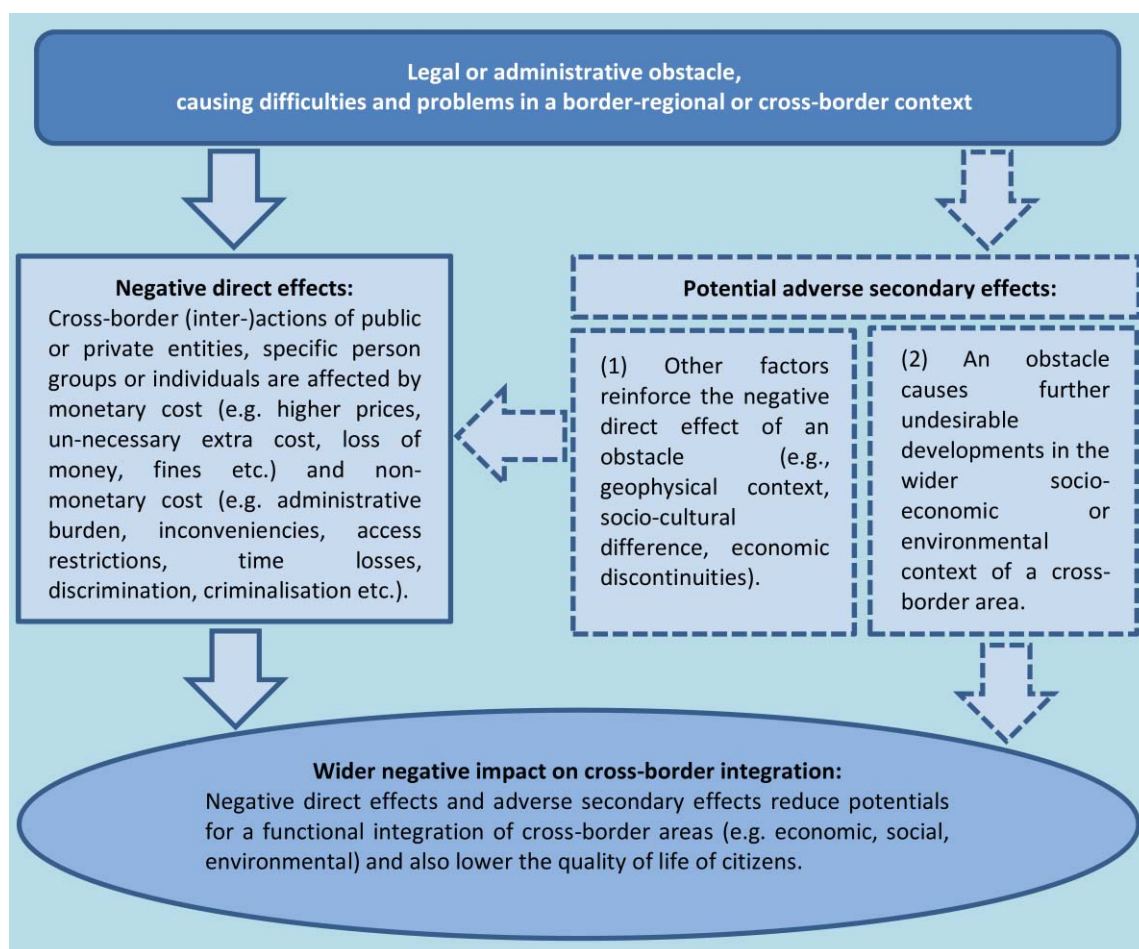 Legal or administrative obstacle,
causing difficulties and problems in a border-regional or cross-border context
Negative direct effects:
Cross-border (inter-)actions of public
or private entities, specific person
groups or individuals are affected by
monetary cost (e.g. higher prices,
un-necessary extra cost, loss of
money, fines etc.) and non-
monetary cost (e.g. administrative
burden, inconveniencies, access
restrictions, time losses,
discrimination, criminalisation etc.).
Potential adverse secondary effects:
(1) Other factors
reinforce the negative
direct effect of an
obstacle (e.g.,
geophysical context,
socio-cultural
difference, economic
discontinuities).
(2) An obstacle
causes further
undesirable
developments in the
wider socio-
economic or
environmental
context of a cross-
border area.
Wider negative impact on cross-border integration:
Negative direct effects and adverse secondary effects reduce potentials
for a functional integration of cross-border areas (e.g. economic, social,
environmental) and also lower the quality of life of citizens.